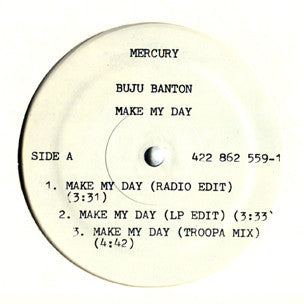 MERCURY
BUJU BANTON
MAKE MY DAY
SIDE A 422 862 559-1
1. MAKE MY DAY (RADIO EDIT)
(3:31)
2. MAKE MY DAY (LP EDIT) (3:33)
3. MAKE MY DAY (TROOPA MIX)
(4:42)